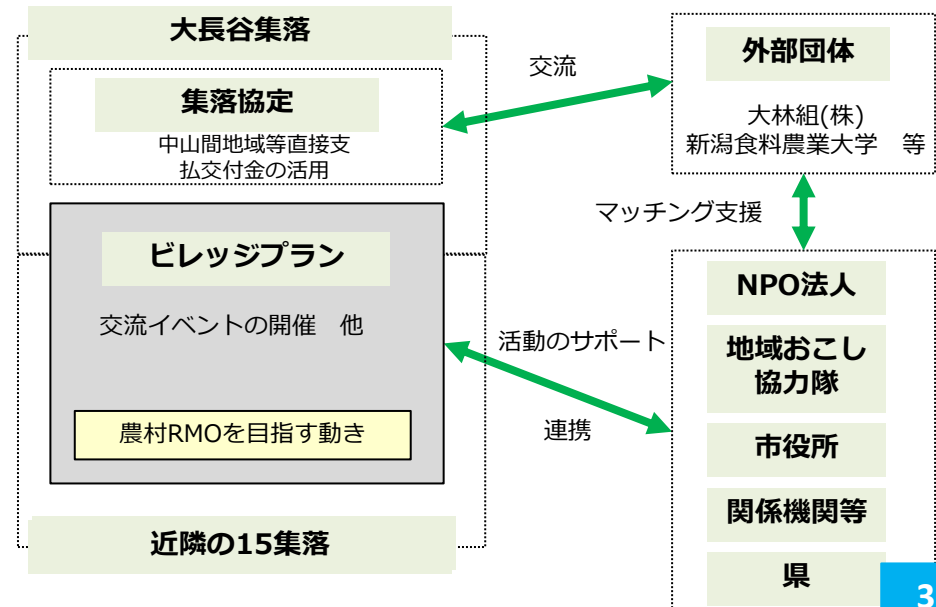 大長谷集落
集落協定
中山間地域等直接支
払交付金の活用
ビレッジプラン
交流イベントの開催　他
農村RMOを目指す動き
近隣の15集落
交流
外部団体
大林組(株)
新潟食料農業大学　等
マッチング支援
活動のサポート
連携
NPO法人
地域おこし
協力隊
市役所
関係機関等
県
3